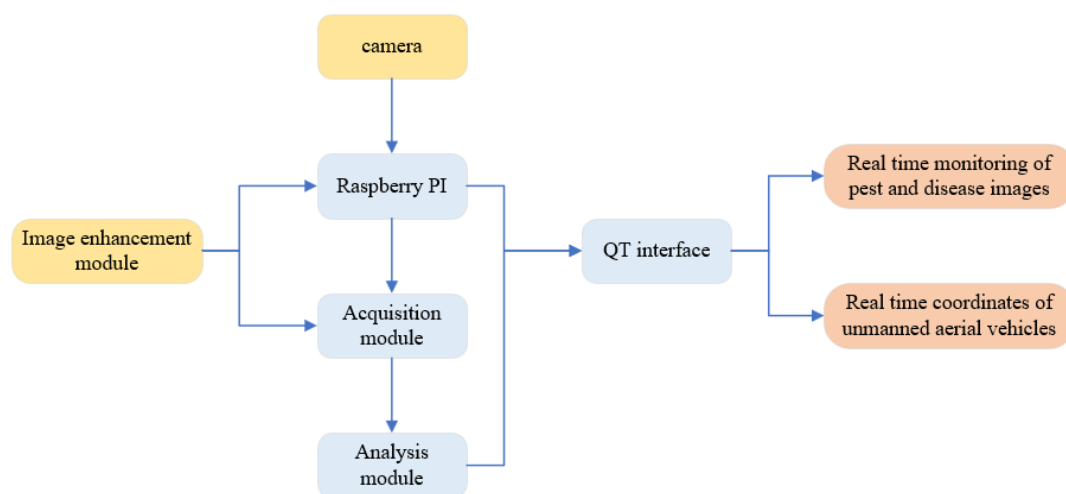 camera
Raspberry PI
Image enhancement
module
Acquisition
module
Analysis
module
QT interface
Real time monitoring of
pest and disease images
Real time coordinates of
unmanned aerial vehicles